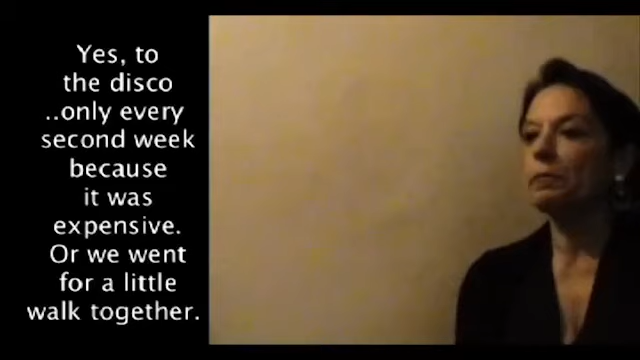 Yes, to
the disco
..only every
second week
because
it was
expensive.
Or we went
for a little
walk together.